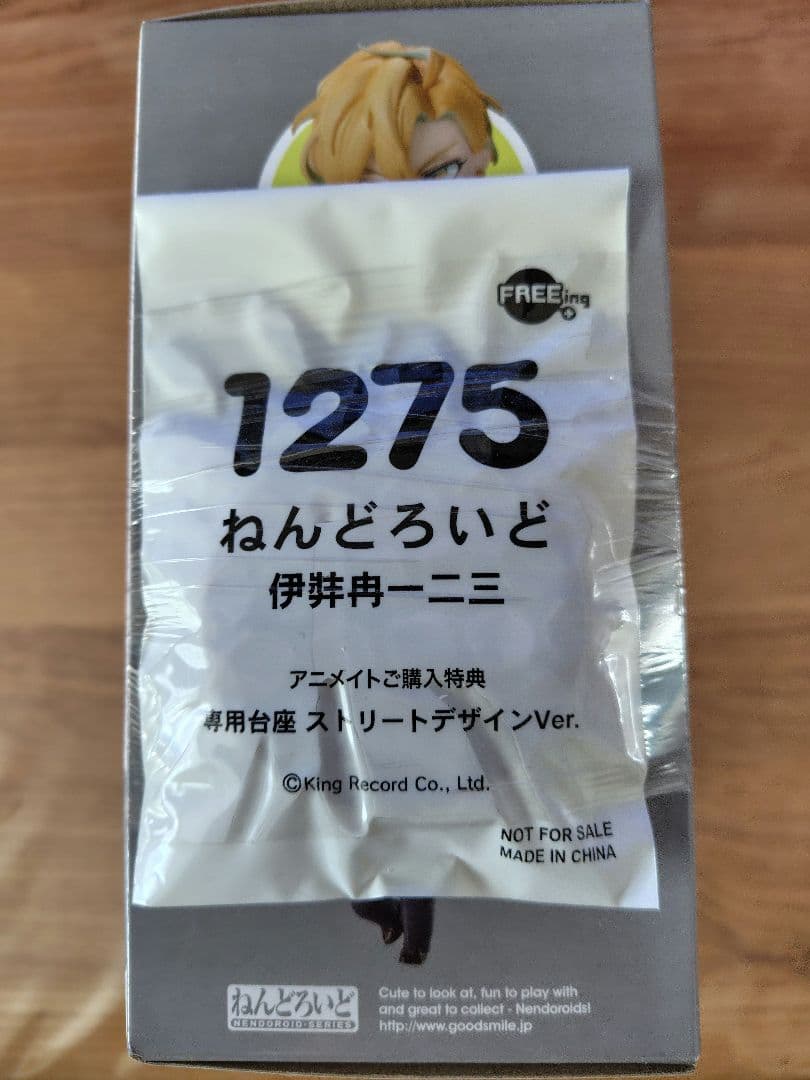 FREEing
1275
ねんどろいど
伊弉冉一二三
アニメイトご購入特典
専用台座 ストリートデザインVer.
©King Record Co., Ltd.
NOT FOR SALE
MADE IN CHINA
ねんどろいど
NENDOROID-SERIES
Cute to look at, fun to play with
and great to collect - Nendoroids!
http://www.goodsmile.jp